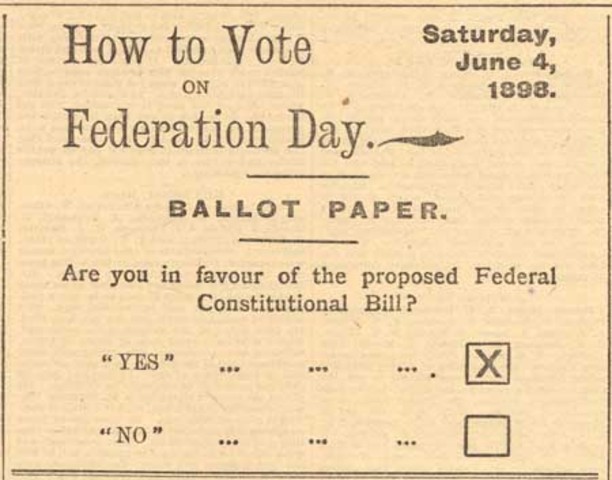 How to Vote
ON
Federation Day.
Saturday,
June 4,
1898.
BALLOT PAPER.
Are you in favour of the proposed Federal
Constitutional Bill?
"YES" ... ... ... . X
"NO" ... ... ...